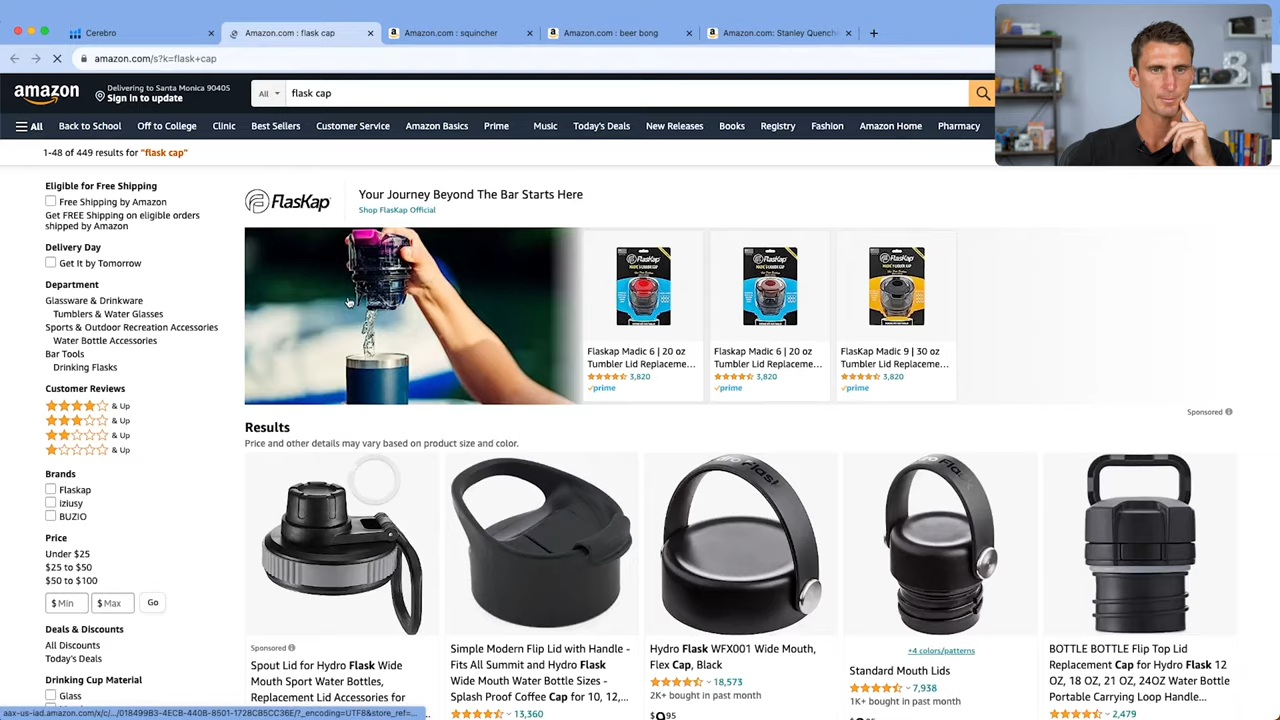 Cerebro
Amazon.com : flask cap
Amazon.com : squincher
Amazon.com : beer bong
Amazon.com: Stanley Quench
amazon.com/s?k=flask+cap
amazon
Delivering to Santa Monica 90405
Sign in to update
All
flask cap
All
Back to School
Off to College
Clinic
Best Sellers
Customer Service
Amazon Basics
Prime
Music
Today's Deals
New Releases
Books
Registry
Fashion
Amazon Home
Pharmacy
1-48 of 449 results for "flask cap"
Eligible for Free Shipping
Free Shipping by Amazon
Get FREE Shipping on eligible orders
shipped by Amazon
Delivery Day
Get It by Tomorrow
Department
Glassware & Drinkware
Tumblers & Water Glasses
Sports & Outdoor Recreation Accessories
Water Bottle Accessories
Bar Tools
Drinking Flasks
Customer Reviews
& Up
& Up
& Up
& Up
Brands
Flaskap
iziusy
BUZIO
Price
Under $25
$25 to $50
$50 to $100
$ Min
$ Max
Go
Deals & Discounts
All Discounts
Today's Deals
Drinking Cup Material
Glass
FlasKap
Your Journey Beyond The Bar Starts Here
Shop FlasKap Official
FlasKap
FlasKap
FlasKap
Flaskap Madic 6 | 20 oz
Tumbler Lid Replaceme...
3,820
prime
Flaskap Madic 6 | 20 oz
Tumbler Lid Replaceme...
3,820
prime
FlasKap Madic 9 | 30 oz
Tumbler Lid Replaceme...
3,820
prime
Sponsored
Results
Price and other details may vary based on product size and color.
Sponsored
Spout Lid for Hydro Flask Wide
Mouth Sport Water Bottles,
Replacement Lid Accessories for
Simple Modern Flip Lid with Handle -
Fits All Summit and Hydro Flask
Wide Mouth Water Bottle Sizes -
Splash Proof Coffee Cap for 10, 12,...
13,360
Hydro Flask WFX001 Wide Mouth,
Flex Cap, Black
18,573
2K+ bought in past month
$9.95
+4 colors/patterns
Standard Mouth Lids
7,938
1K+ bought in past month
BOTTLE BOTTLE Flip Top Lid
Replacement Cap for Hydro Flask 12
OZ, 18 OZ, 21 OZ, 24OZ Water Bottle
Portable Carrying Loop Handle...
2,479